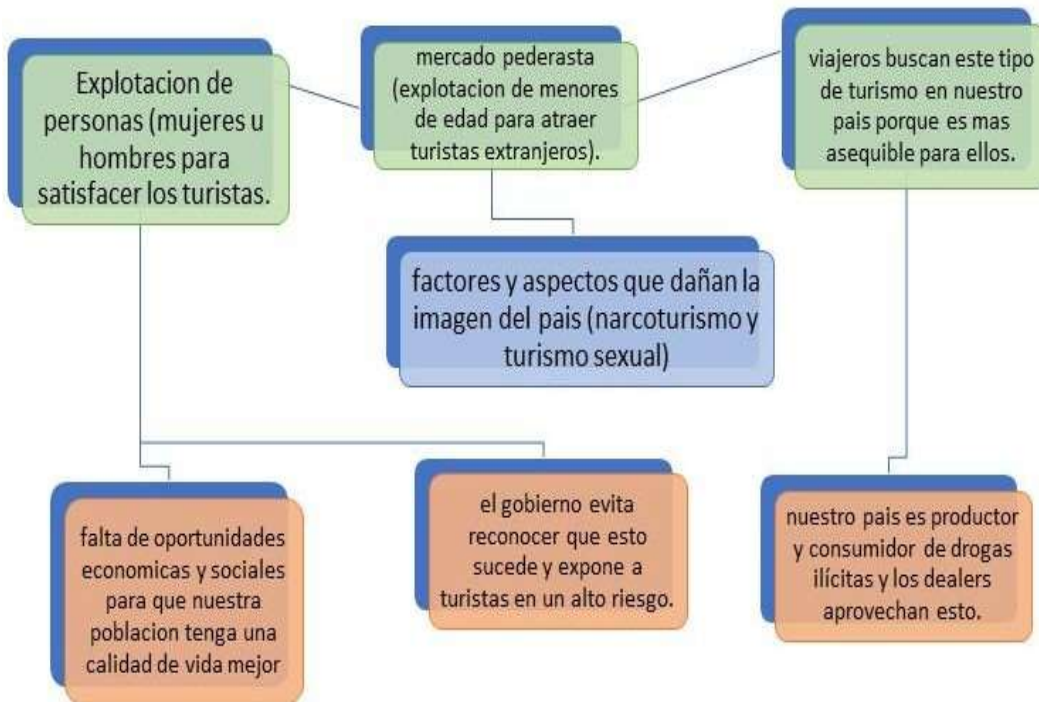 Explotacion de
personas (mujeres u
hombres para
satisfacer los turistas.
mercado pederasta
(explotacion de menores
de edad para atraer
turistas extranjeros).
viajeros buscan este tipo
de turismo en nuestro
pais porque es mas
asequible para ellos.
factores y aspectos que dañan la
imagen del pais (narcoturismo y
turismo sexual)
falta de oportunidades
economicas y sociales
para que nuestra
poblacion tenga una
calidad de vida mejor
el gobierno evita
reconocer que esto
sucede y expone a
turistas en un alto riesgo.
nuestro pais es productor
y consumidor de drogas
ilícitas y los dealers
aprovechan esto.